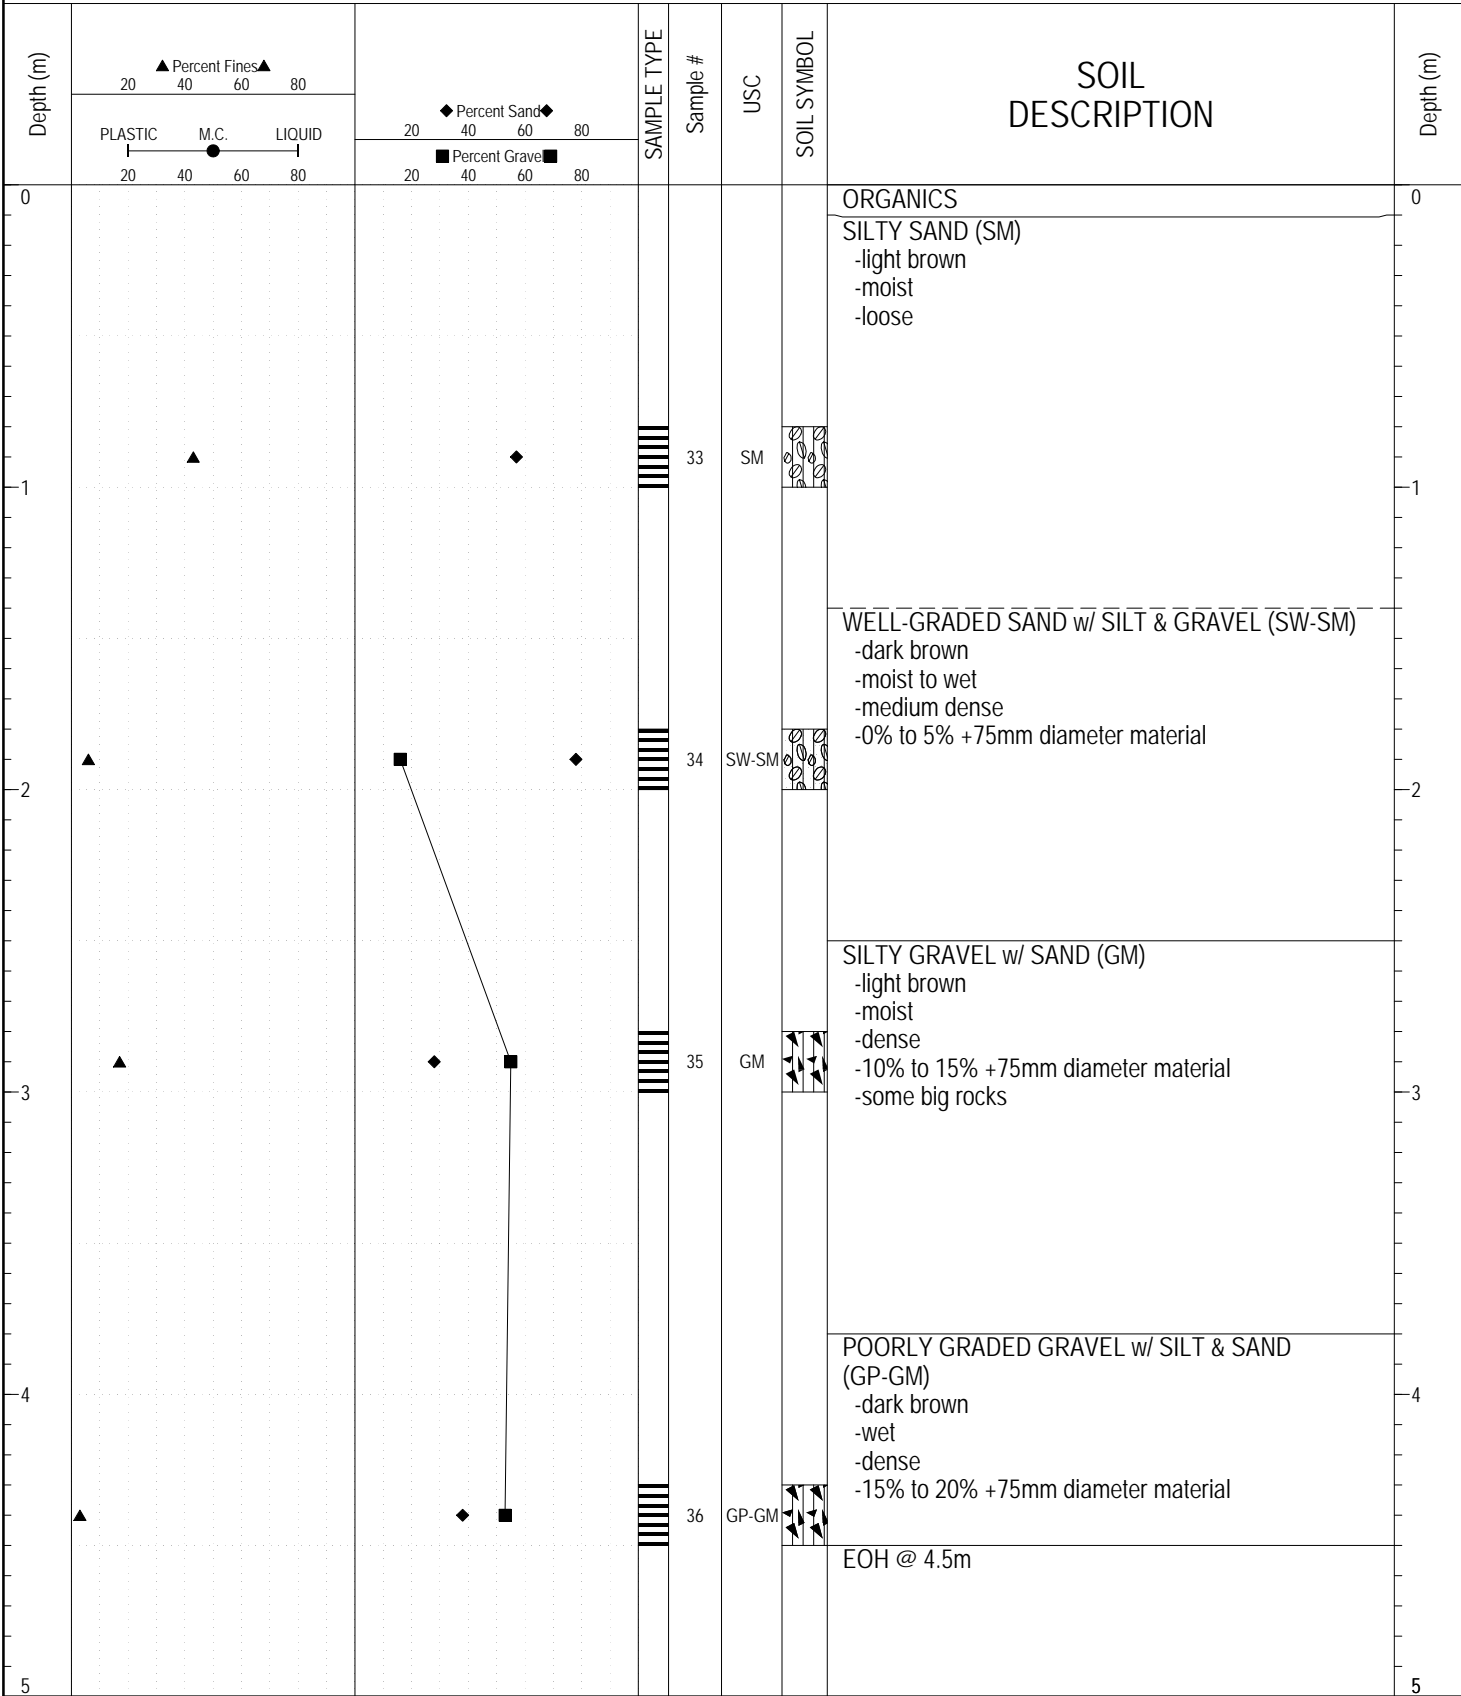 Depth (m)
Percent Fines
20 40 60 80
PLASTIC M.C. LIQUID
20 40 60 80
Percent Sand
20 40 60 80
Percent Gravel
20 40 60 80
SAMPLE TYPE
Sample #
USC
SOIL SYMBOL
SOIL
DESCRIPTION
Depth (m)
0 ORGANICS 0
SILTY SAND (SM)
-light brown
-moist
-loose
33 SM
1 1
WELL-GRADED SAND w/ SILT & GRAVEL (SW-SM)
-dark brown
-moist to wet
-medium dense
-0% to 5% +75mm diameter material
34 SW-SM
2 2
SILTY GRAVEL w/ SAND (GM)
-light brown
-moist
-dense
35 GM
-10% to 15% +75mm diameter material
3 -some big rocks 3
POORLY GRADED GRAVEL w/ SILT & SAND
(GP-GM)
4 4
-dark brown
-wet
-dense
-15% to 20% +75mm diameter material
36 GP-GM
EOH @ 4.5m
5 5